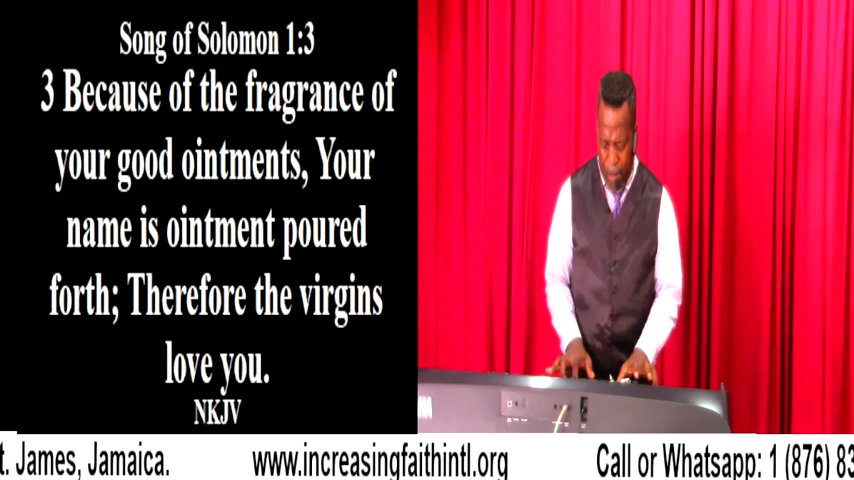 Song of Solomon 1:3
3 Because of the fragrance of
your good ointments, Your
name is ointment poured
forth; Therefore the virgins
love you.
NKJV
t. James, Jamaica. www.increasingfaithintl.org Call or Whatsapp: 1 (876) 83